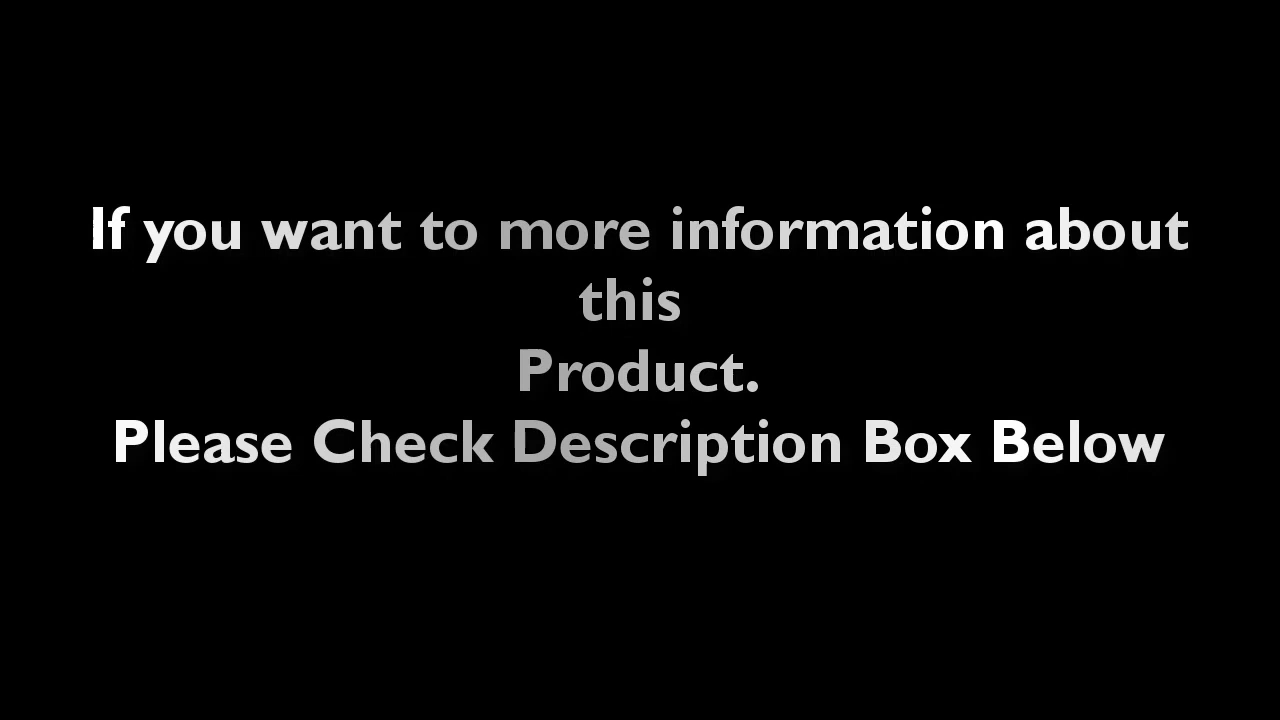 If you want to more information about
this
Product.
Please Check Description Box Below